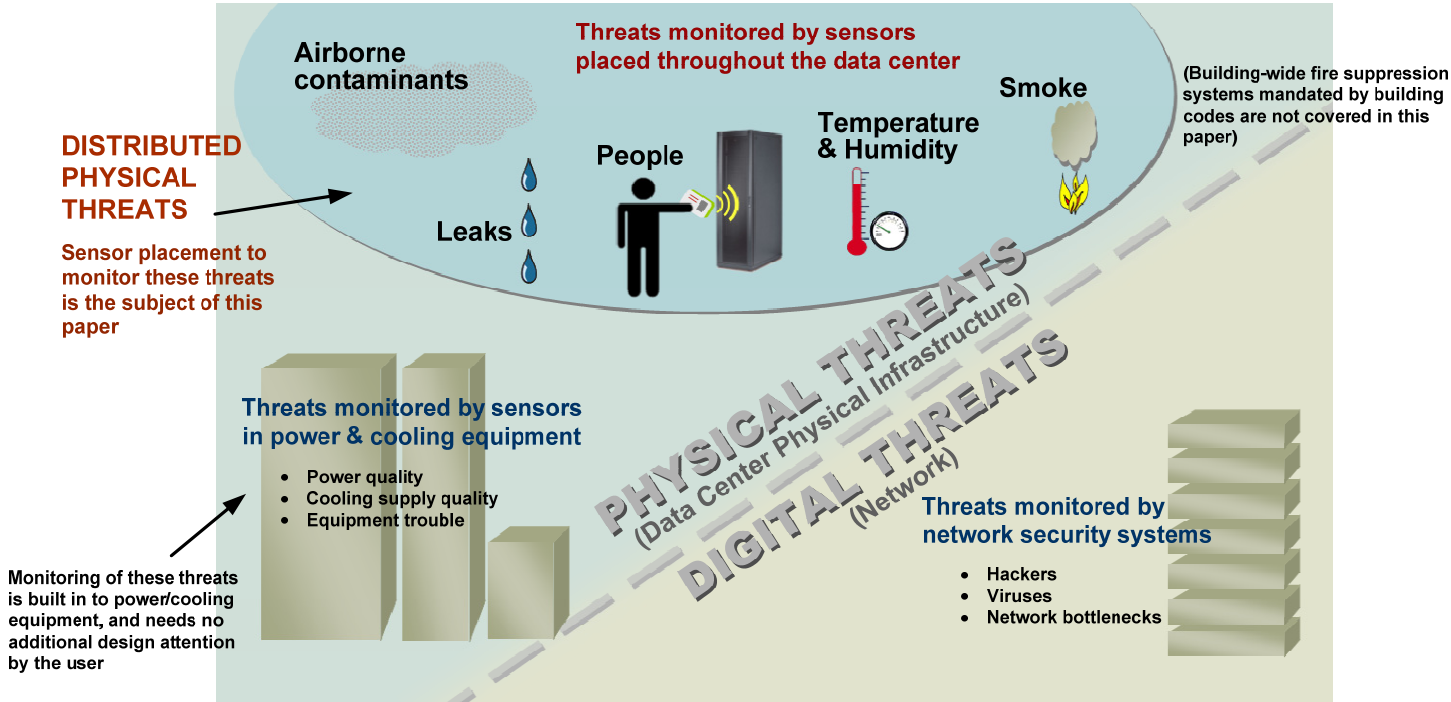 Threats monitored by sensors
placed throughout the data center
Airborne
contaminants
Smoke
(Building-wide fire suppression
systems mandated by building
codes are not covered in this
paper)
Temperature
& Humidity
People
Leaks
DISTRIBUTED
PHYSICAL
THREATS
Sensor placement to
monitor these threats
is the subject of this
paper
PHYSICAL THREATS
(Data Center Physical Infrastructure)
DIGITAL THREATS
(Network)
Threats monitored by sensors
in power & cooling equipment
• Power quality
• Cooling supply quality
• Equipment trouble
Monitoring of these threats
is built in to power/cooling
equipment, and needs no
additional design attention
by the user
Threats monitored by
network security systems
• Hackers
• Viruses
• Network bottlenecks